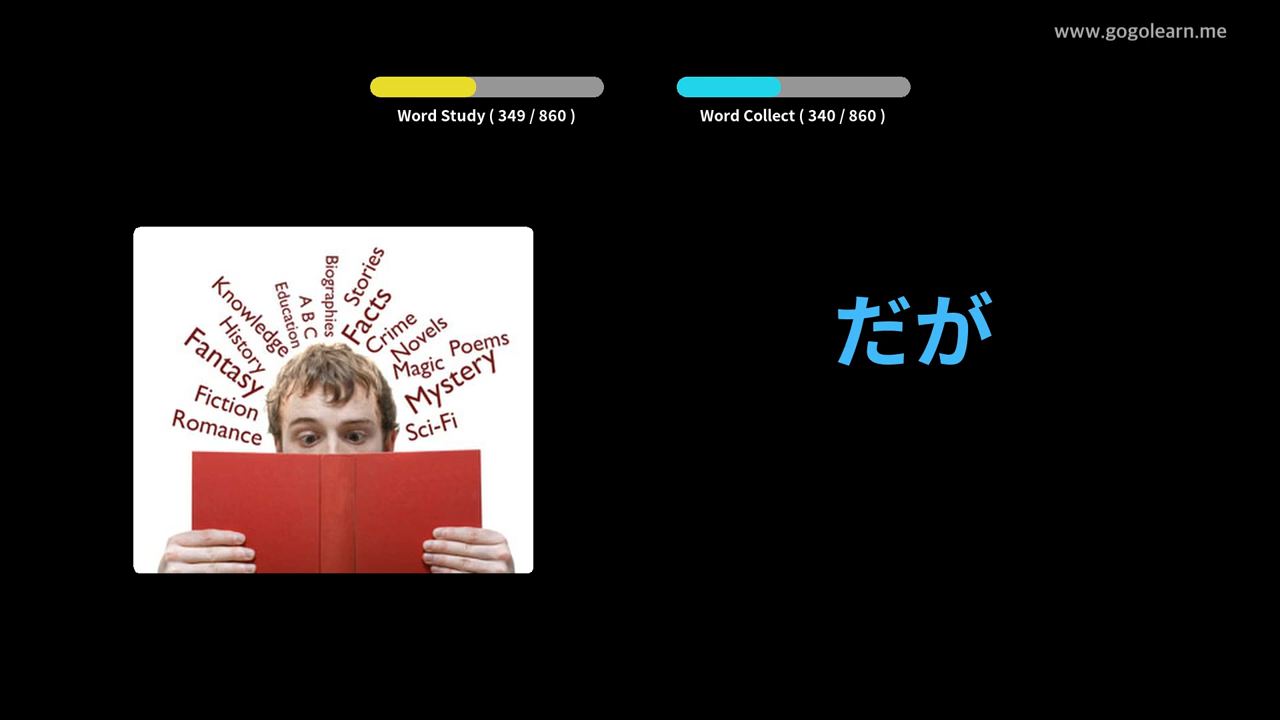 www.gogolearn.me
Word Study ( 349 / 860 )
Word Collect ( 340 / 860 )
Biographies
Stories
Education
A B C
Facts
Knowledge
Crime
History
Novels
Fantasy
Magic
Poems
Mystery
Fiction
Romance
Sci-Fi
だが